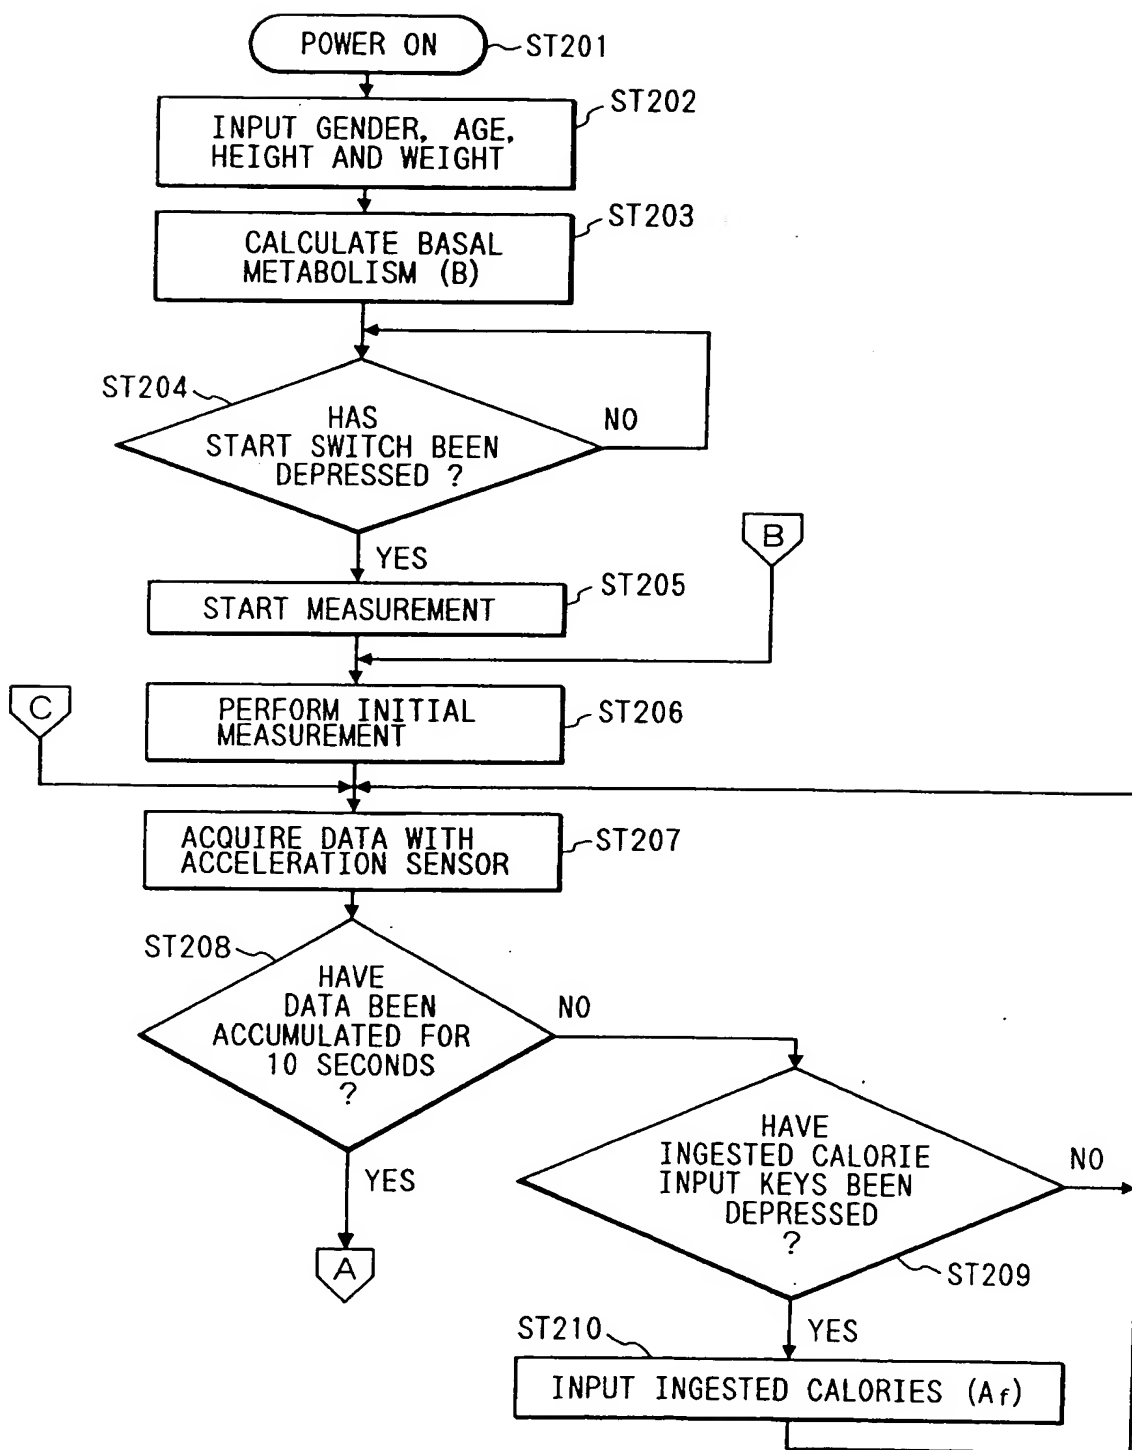 POWER ON
ST201
ST202
INPUT GENDER, AGE,
HEIGHT AND WEIGHT
ST203
CALCULATE BASAL
METABOLISM (B)
ST204
HAS
START SWITCH BEEN
DEPRESSED ?
NO
YES
B
START MEASUREMENT
ST205
C
PERFORM INITIAL
MEASUREMENT
ST206
ACQUIRE DATA WITH
ACCELERATION SENSOR
ST207
ST208
HAVE
DATA BEEN
ACCUMULATED FOR
10 SECONDS
?
NO
YES
A
HAVE
INGESTED CALORIE
INPUT KEYS BEEN
DEPRESSED
?
NO
ST209
YES
ST210
INPUT INGESTED CALORIES (Af)